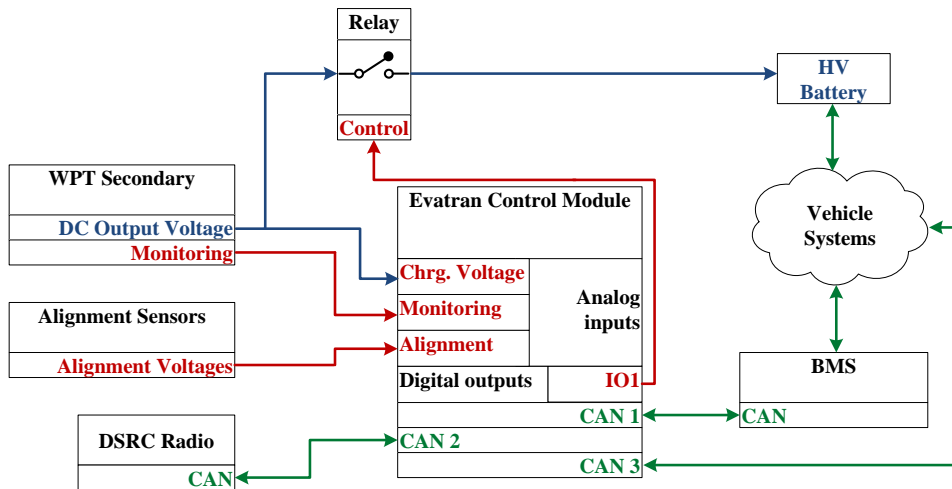 Relay
Control
HV
Battery
WPT Secondary
DC Output Voltage
Monitoring
Evatran Control Module
Chrg. Voltage
Monitoring
Alignment
Analog
inputs
Digital outputs
IO1
CAN 1
CAN 2
CAN 3
Alignment Sensors
Alignment Voltages
DSRC Radio
CAN
Vehicle
Systems
BMS
CAN